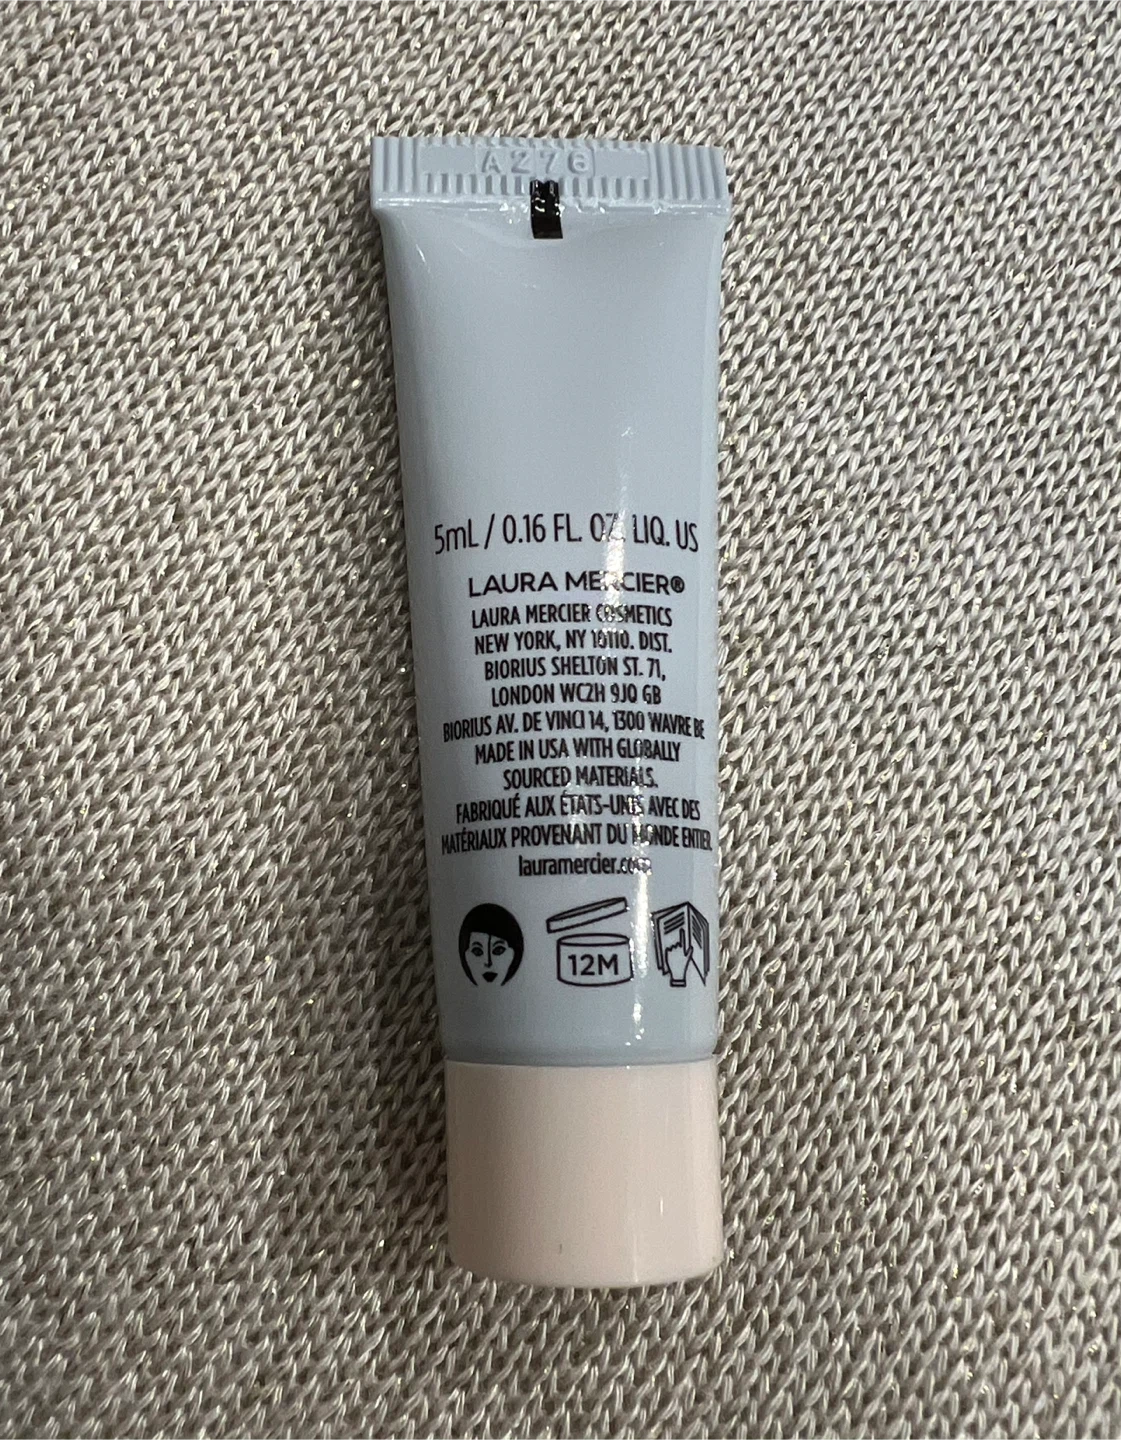 A276
5mL / 0.16 FL. OZ. LIQ. US
LAURA MERCIER®
LAURA MERCIER COSMETICS
NEW YORK, NY 10110. DIST.
BIORIUS SHELTON ST. 71,
LONDON WC2H 9JQ GB
BIORIUS AV. DE VINCI 14, 1300 WAVRE BE
MADE IN USA WITH GLOBALLY
SOURCED MATERIALS.
FABRIQUÉ AUX ÉTATS-UNIS AVEC DES
MATÉRIAUX PROVENANT DU MONDE ENTIER.
lauramercier.com
12M